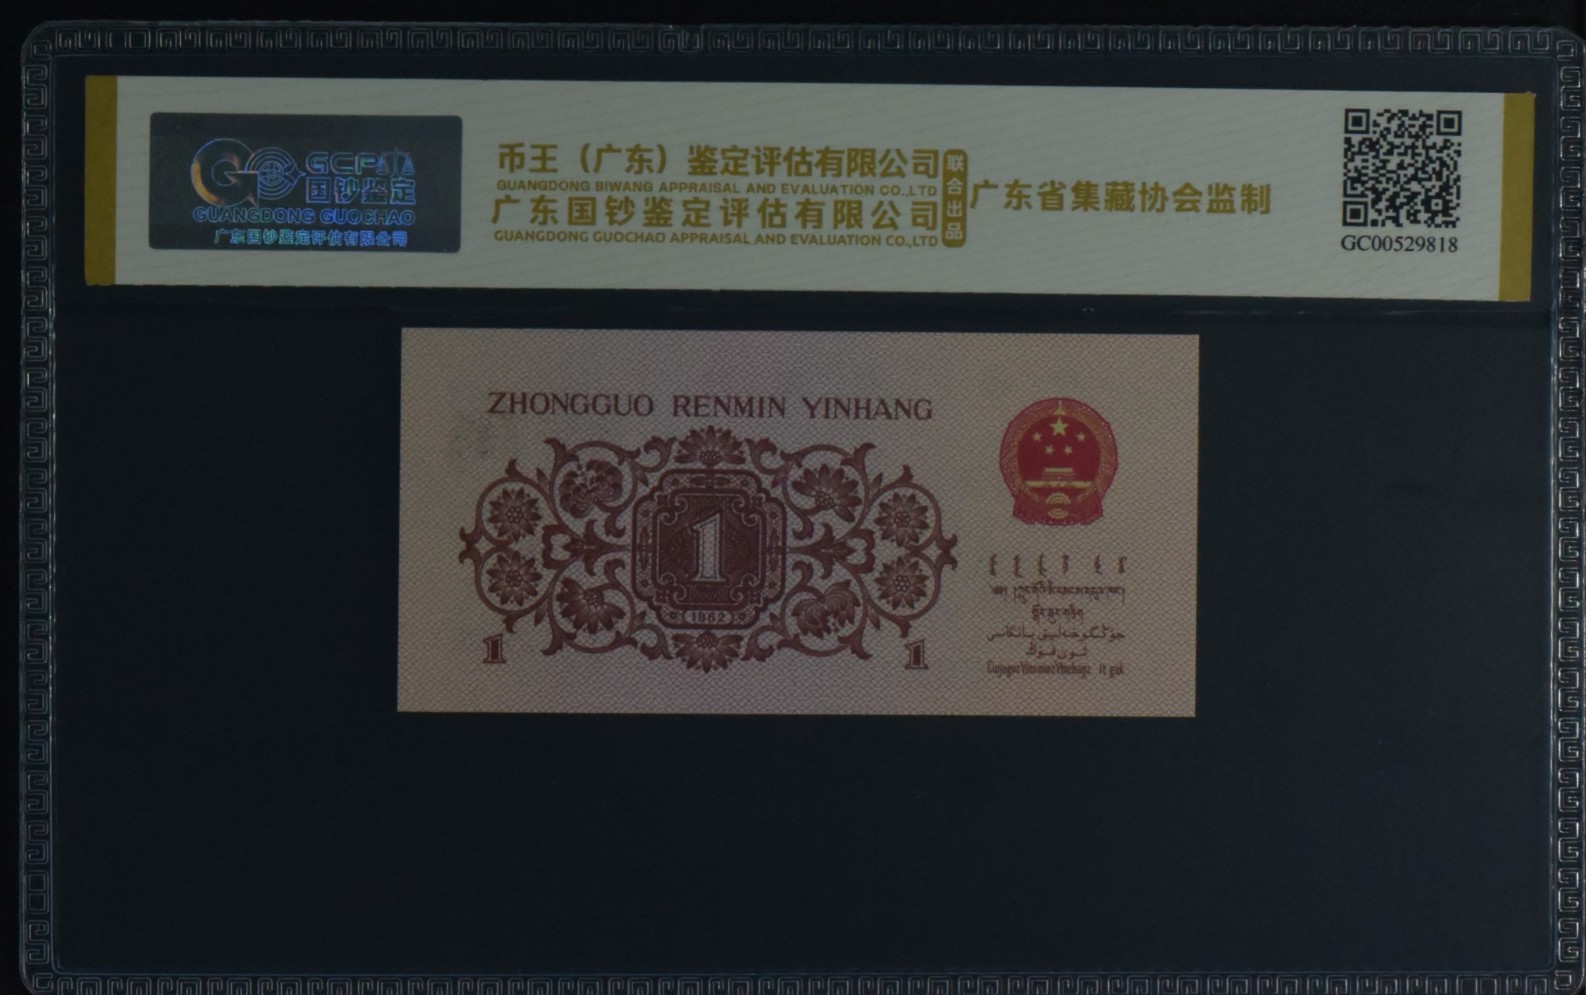 GCP
国钞鉴定
GUANGDONG GUOCHAO
广东国钞鉴定评估有限公司
币王（广东）鉴定评估有限公司
GUANGDONG BIWANG APPRAISAL AND EVALUATION CO.,LTD
广东国钞鉴定评估有限公司
GUANGDONG GUOCHAO APPRAISAL AND EVALUATION CO.,LTD
联合出品
广东省集藏协会监制
GC00529818
ZHONGGUO RENMIN YINHANG
1
1962
1
1
جۇڭگو خەلىق بانكاسى